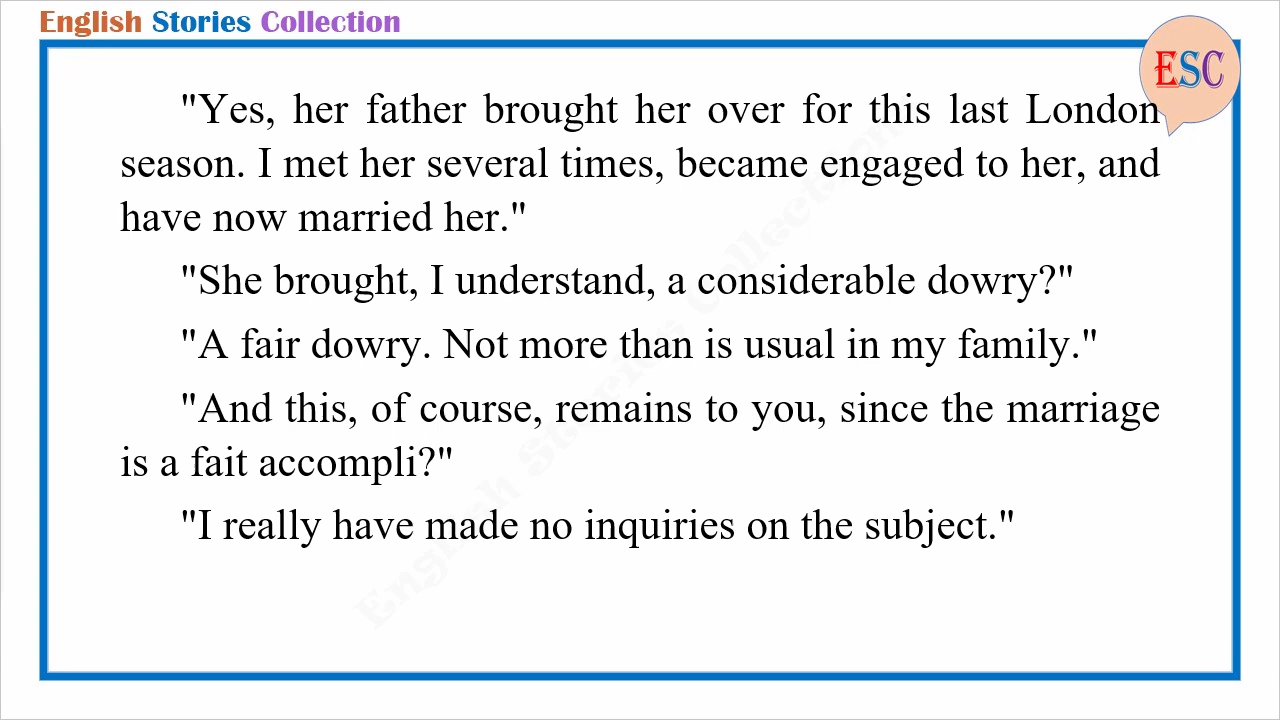 English Stories Collection
ESC
"Yes, her father brought her over for this last London
season. I met her several times, became engaged to her, and
have now married her."
"She brought, I understand, a considerable dowry?"
"A fair dowry. Not more than is usual in my family."
"And this, of course, remains to you, since the marriage
is a fait accompli?"
"I really have made no inquiries on the subject."
English Stories Collection